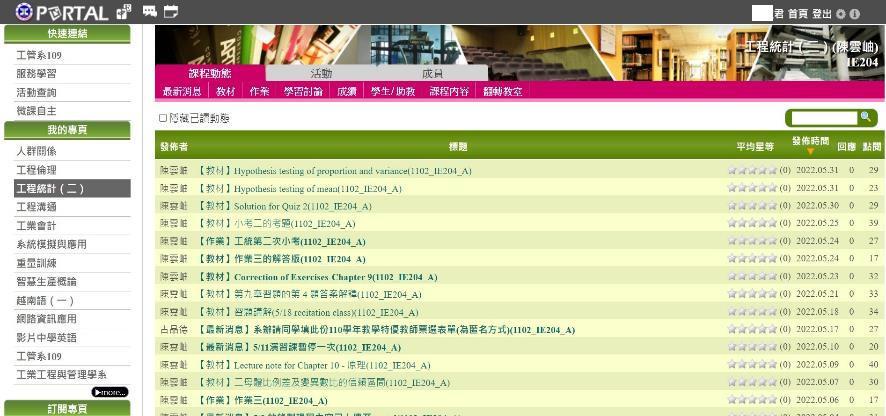 PORTAL
君 首頁 登出
快速連結
工管系109
服務學習
活動查詢
微課自主
我的專頁
人群關係
工程倫理
工程統計（二）
工程溝通
工業會計
系統模擬與應用
重量訓練
智慧生產概論
越南語（一）
網路資訊應用
影片中學英語
工管系109
工業工程與管理學系
more...
訂閱專頁
工程統計（二）(陳雲岫)
IE204
課程動態 活動 成員
最新消息 教材 作業 學習討論 成績 學生/助教 課程內容 翻轉教室
隱藏已讀動態
發佈者 標題 平均星等 發佈時間 回應 點閱
陳雲岫 【教材】Hypothesis testing of proportion and variance(1102_IE204_A) (0) 2022.05.31 0 29
陳雲岫 【教材】Hypothesis testing of mean(1102_IE204_A) (0) 2022.05.31 0 23
陳雲岫 【教材】Solution for Quiz 2(1102_IE204_A) (0) 2022.05.30 0 29
陳雲岫 【教材】小考二的考題(1102_IE204_A) (0) 2022.05.25 0 39
陳雲岫 【作業】工統第二次小考(1102_IE204_A) (0) 2022.05.24 0 27
陳雲岫 【教材】作業三的解答版(1102_IE204_A) (0) 2022.05.24 0 17
陳雲岫 【教材】Correction of Exercises Chapter 9(1102_IE204_A) (0) 2022.05.23 0 32
陳雲岫 【教材】第九章習題的第 4 題答案解釋(1102_IE204_A) (0) 2022.05.21 0 33
陳雲岫 【教材】習題講解(5/18 recitation class)(1102_IE204_A) (0) 2022.05.18 0 34
古昌德 【最新消息】系辦請同學填此份110學年教學特優教師票選表單(為匿名方式)(1102_IE204_A) (0) 2022.05.17 0 27
陳雲岫 【最新消息】5/11演習課暫停一次(1102_IE204_A) (0) 2022.05.10 0 20
陳雲岫 【教材】Lecture note for Chapter 10 - 原理(1102_IE204_A) (0) 2022.05.09 0 40
陳雲岫 【教材】二母體比例差及變異數比的信賴區間(1102_IE204_A) (0) 2022.05.07 0 30
陳雲岫 【作業】作業三(1102_IE204_A) (0) 2022.05.06 0 17